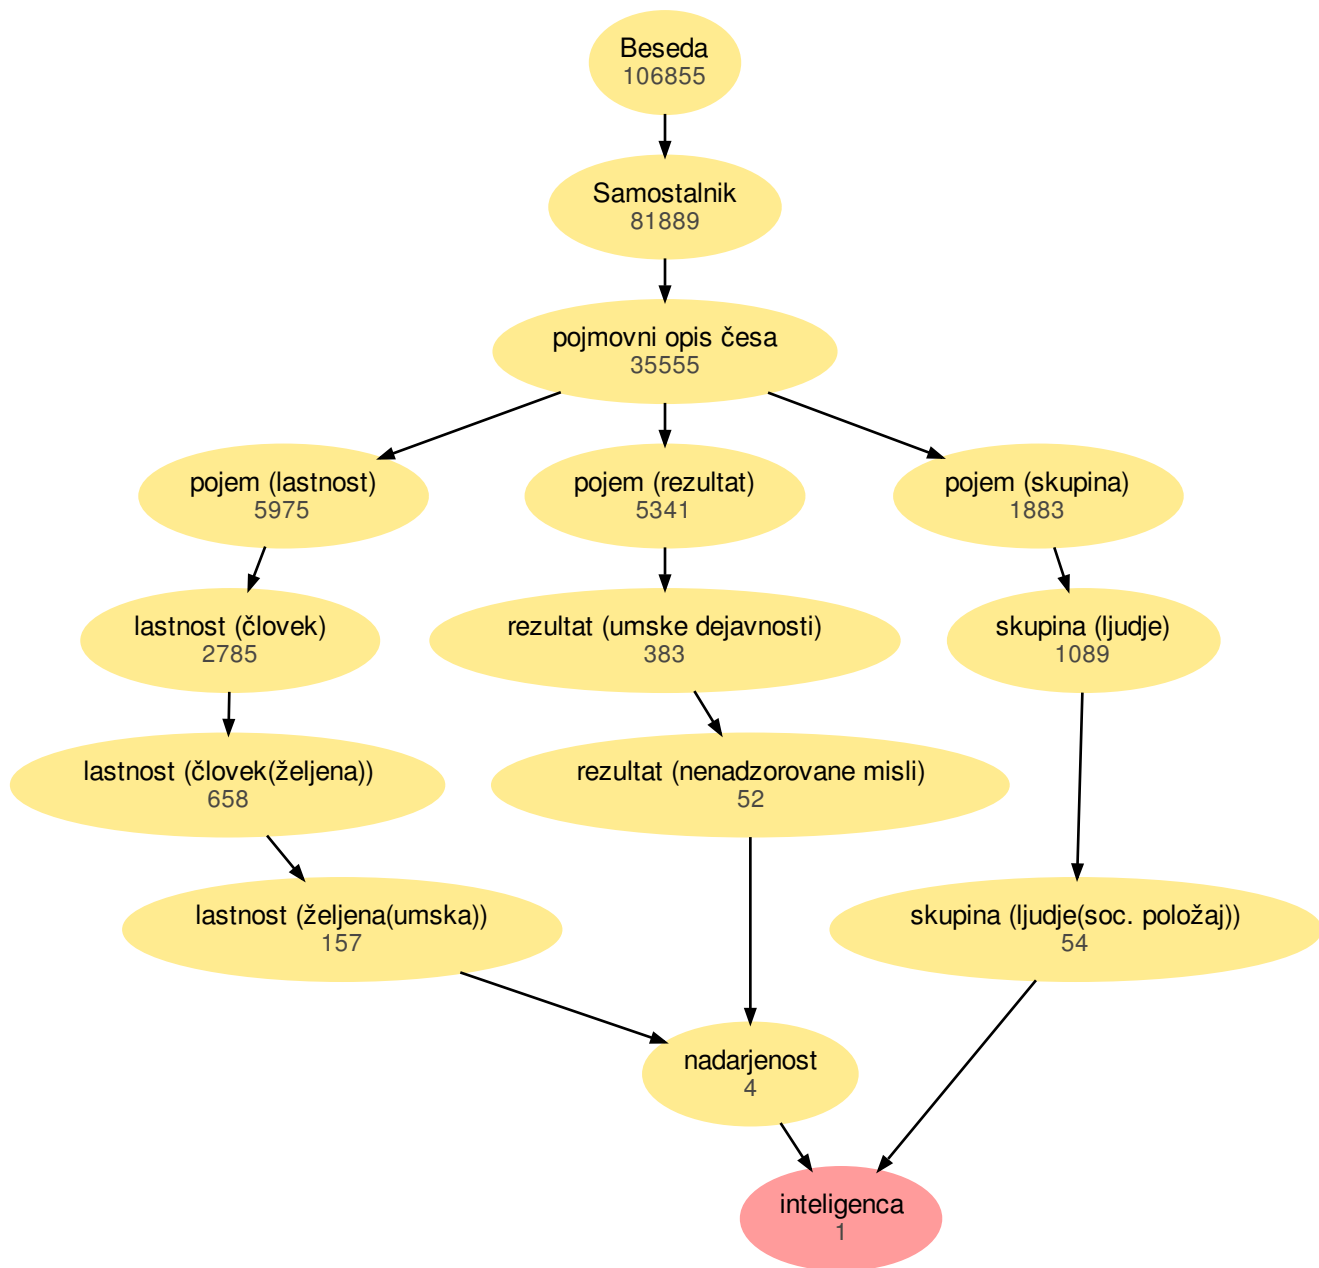 Beseda
106855
Samostalnik
81889
pojmovni opis česa
35555
pojem (lastnost)
5975
pojem (rezultat)
5341
pojem (skupina)
1883
lastnost (človek)
2785
rezultat (umske dejavnosti)
383
skupina (ljudje)
1089
lastnost (človek(željena))
658
rezultat (nenadzorovane misli)
52
lastnost (željena(umska))
157
skupina (ljudje(soc. položaj))
54
nadarjenost
4
inteligenca
1